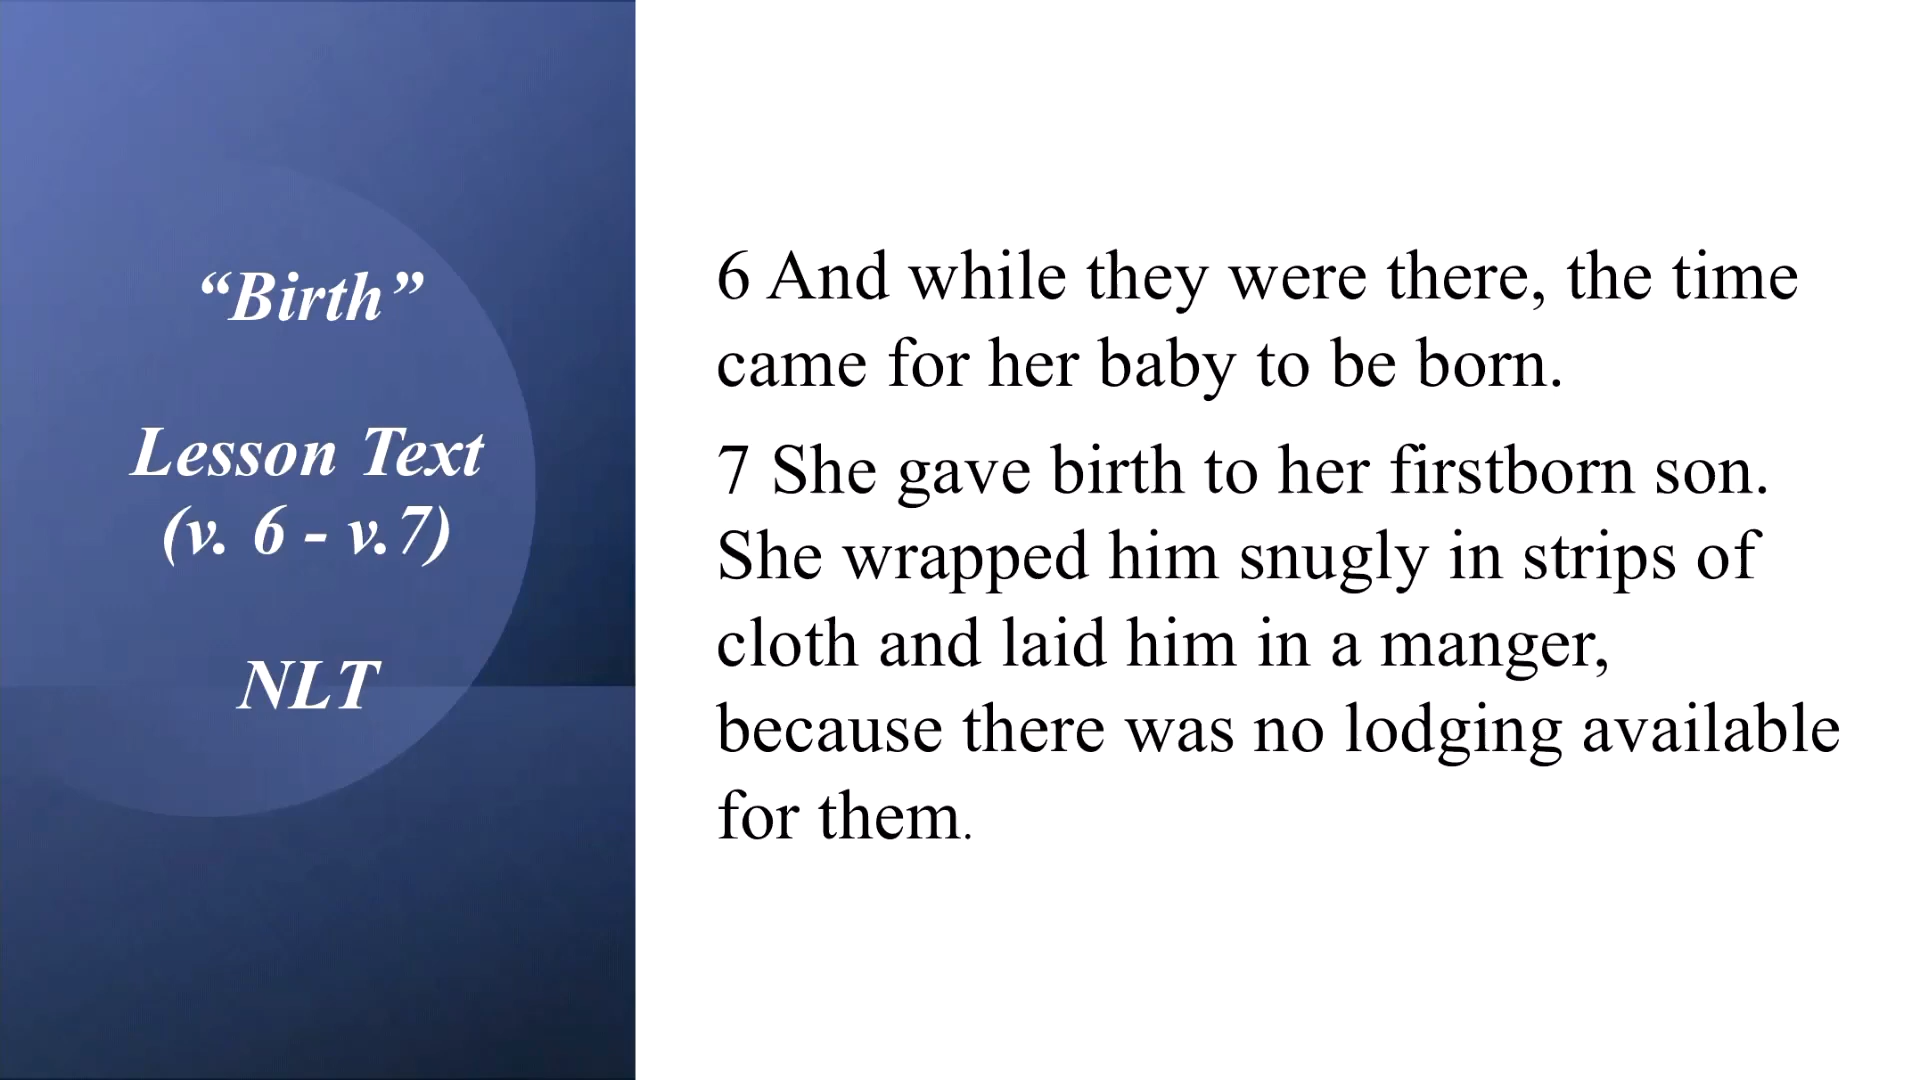 “Birth”
Lesson Text
(v. 6 - v.7)
NLT
6 And while they were there, the time
came for her baby to be born.
7 She gave birth to her firstborn son.
She wrapped him snugly in strips of
cloth and laid him in a manger,
because there was no lodging available
for them.